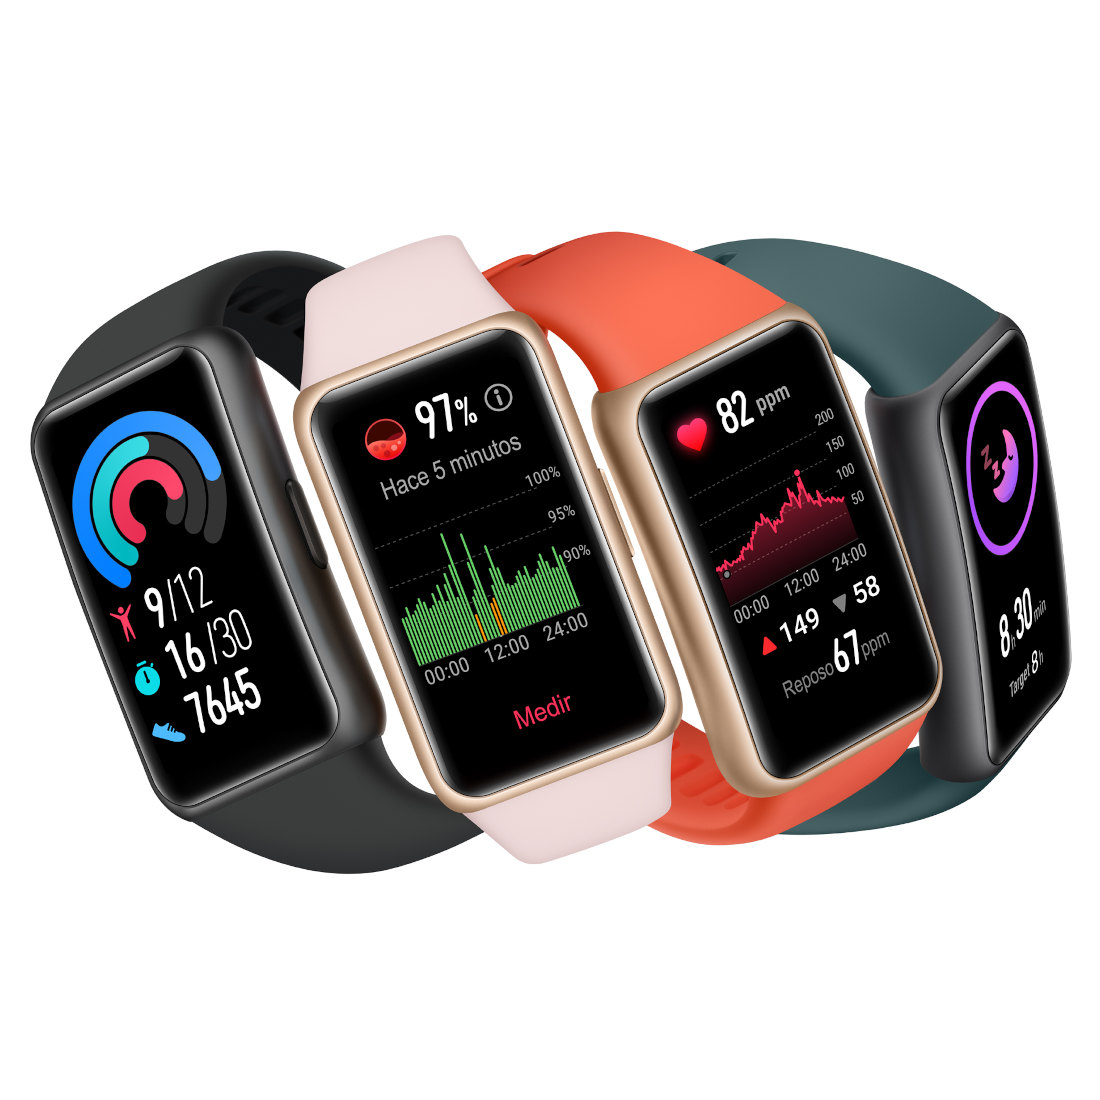 9/12
16/30
7645
97%
Hace 5 minutos
100%
95%
90%
00:00 12:00 24:00
Medir
82 ppm
200
150
100
50
00:00 12:00 24:00
149 58
Reposo 67 ppm
8h 30min
Target 8h